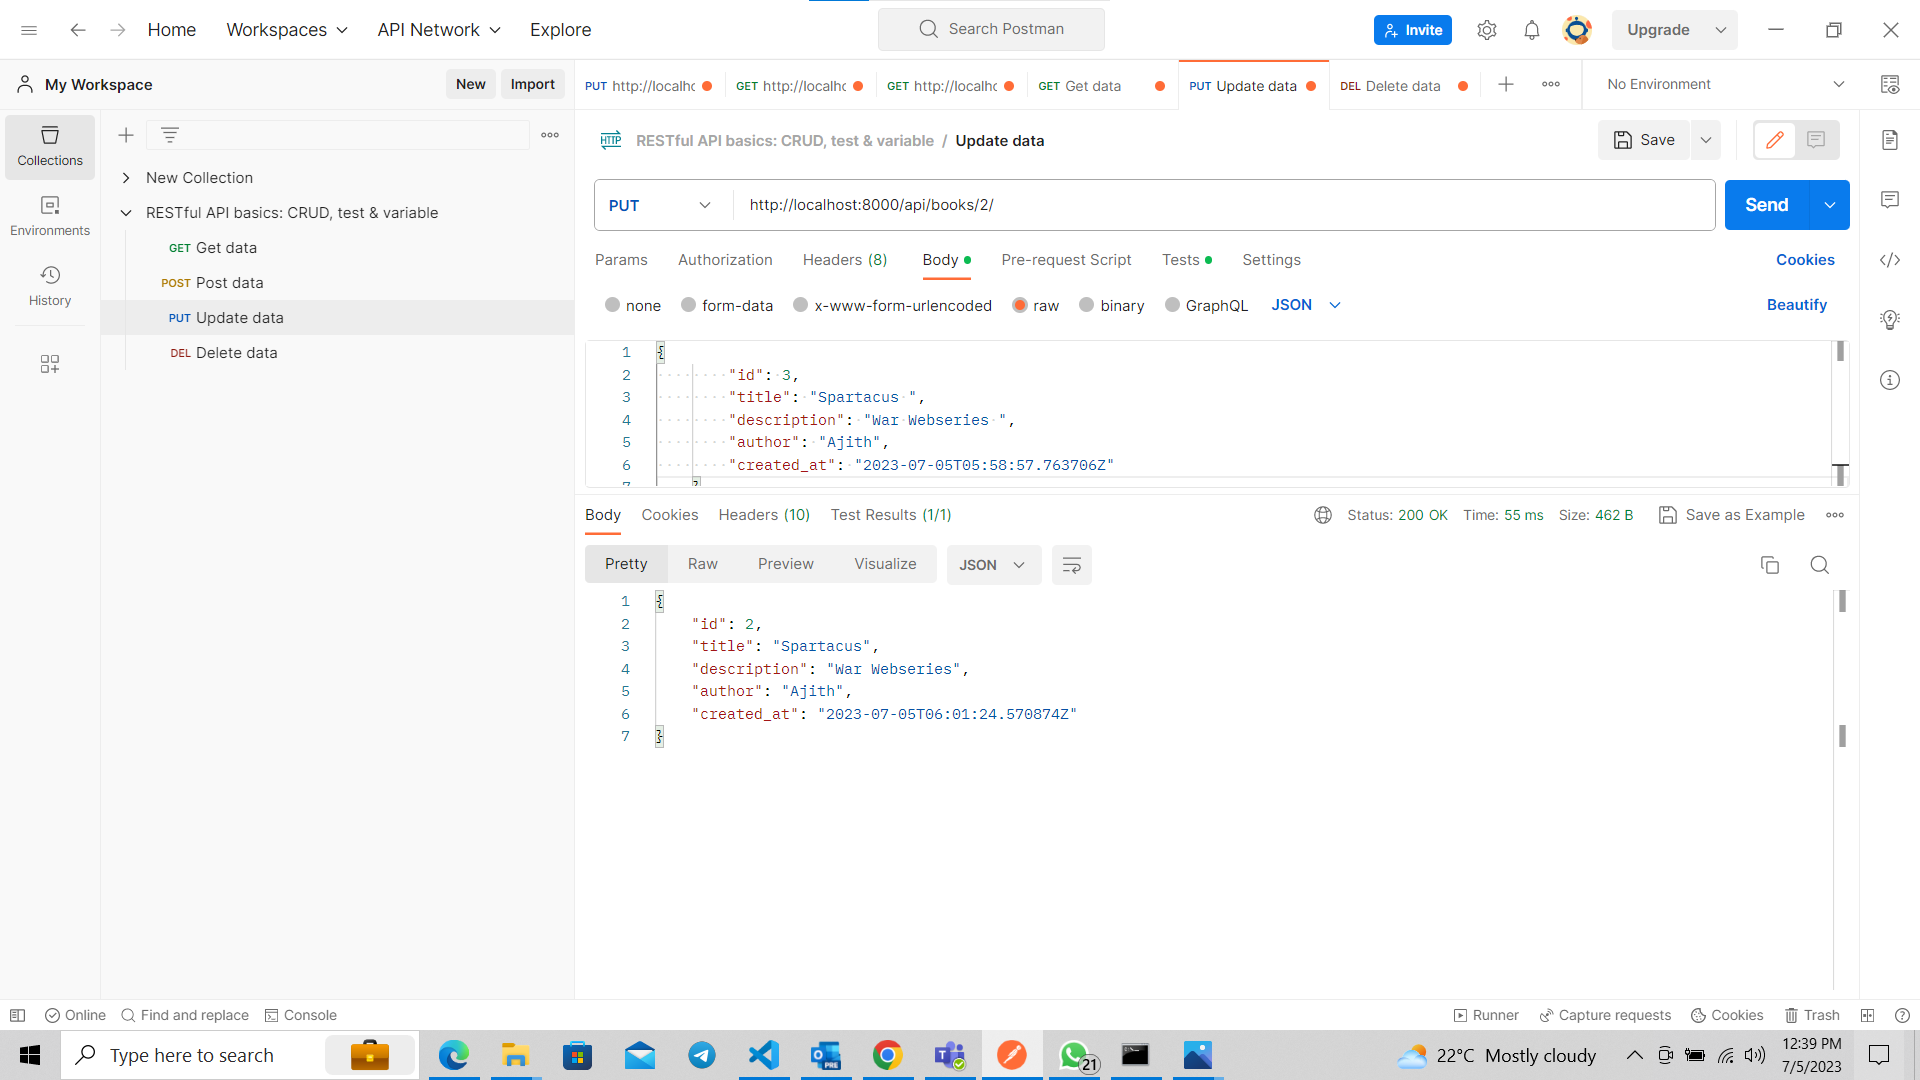 Home Workspaces API Network Explore Search Postman Invite Upgrade
My Workspace New Import PUT http://localho GET http://localho GET http://localho GET Get data PUT Update data DEL Delete data No Environment
Collections
Environments
History
New Collection
RESTful API basics: CRUD, test & variable
GET Get data
POST Post data
PUT Update data
DEL Delete data
HTTP RESTful API basics: CRUD, test & variable / Update data Save
PUT http://localhost:8000/api/books/2/ Send
Params Authorization Headers (8) Body Pre-request Script Tests Settings Cookies
none form-data x-www-form-urlencoded raw binary GraphQL JSON Beautify
1 {
2 "id": 3,
3 "title": "Spartacus ",
4 "description": "War Webseries ",
5 "author": "Ajith",
6 "created_at": "2023-07-05T05:58:57.763706Z"
7 }
Body Cookies Headers (10) Test Results (1/1) Status: 200 OK Time: 55 ms Size: 462 B Save as Example
Pretty Raw Preview Visualize JSON
1 {
2 "id": 2,
3 "title": "Spartacus",
4 "description": "War Webseries",
5 "author": "Ajith",
6 "created_at": "2023-07-05T06:01:24.570874Z"
7 }
Online Find and replace Console Runner Capture requests Cookies Trash
Type here to search PRE 21 22°C Mostly cloudy 12:39 PM
7/5/2023